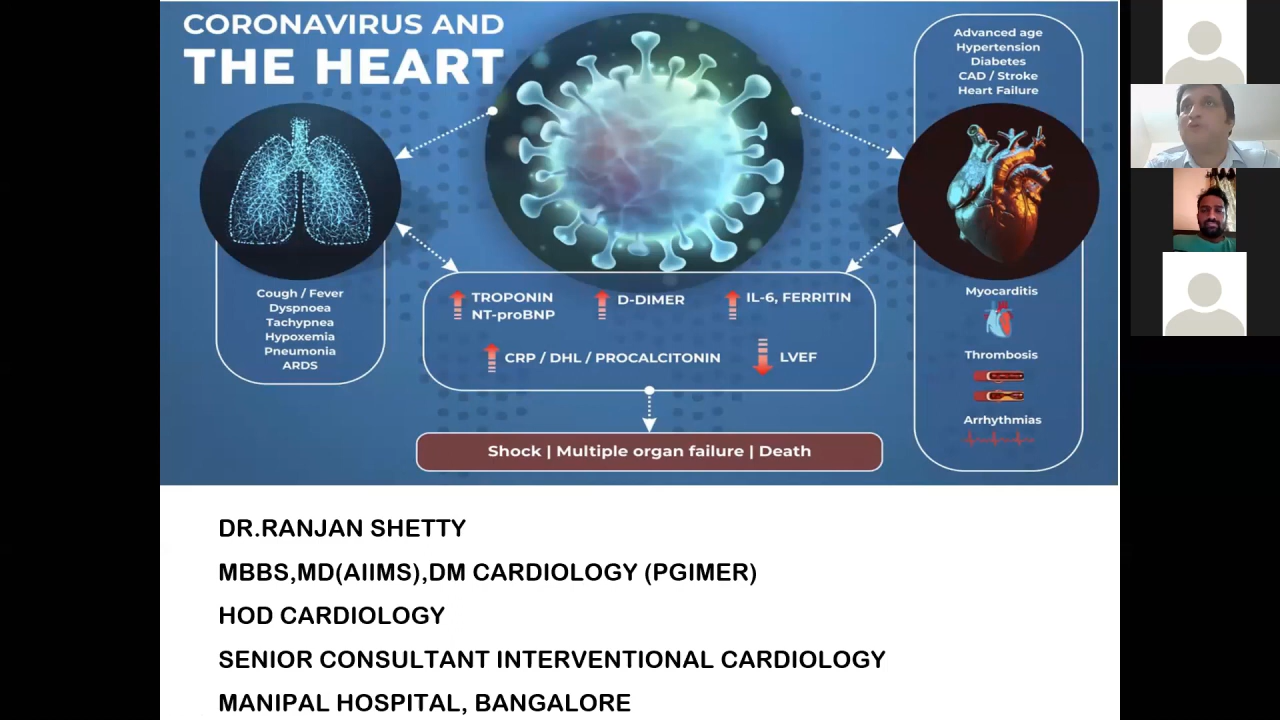 CORONAVIRUS AND
THE HEART
Cough / Fever
Dyspnoea
Tachypnea
Hypoxemia
Pneumonia
ARDS
TROPONIN
NT-proBNP
D-DIMER
IL-6, FERRITIN
CRP / DHL / PROCALCITONIN
LVEF
Shock | Multiple organ failure | Death
Advanced age
Hypertension
Diabetes
CAD / Stroke
Heart Failure
Myocarditis
Thrombosis
Arrhythmias
DR.RANJAN SHETTY
MBBS,MD(AIIMS),DM CARDIOLOGY (PGIMER)
HOD CARDIOLOGY
SENIOR CONSULTANT INTERVENTIONAL CARDIOLOGY
MANIPAL HOSPITAL, BANGALORE